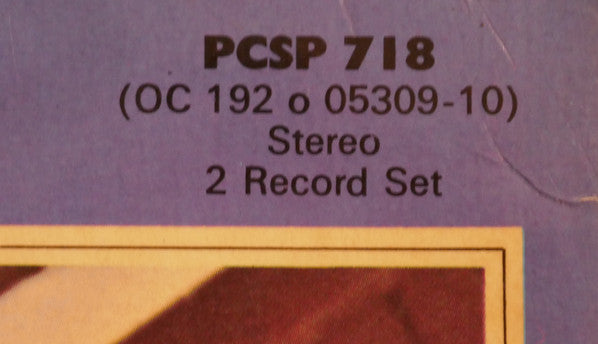 PCSP 718
(OC 192 o 05309-10)
Stereo
2 Record Set